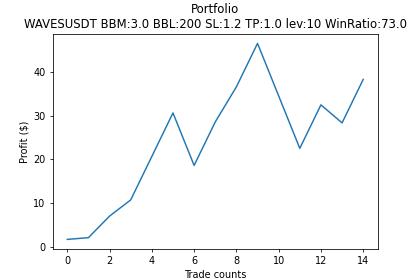 Portfolio
WAVESUSDT BBM:3.0 BBL:200 SL:1.2 TP:1.0 lev:10 WinRatio:73.0
40
30
20
10
0
Profit ($)
0 2 4 6 8 10 12 14
Trade counts